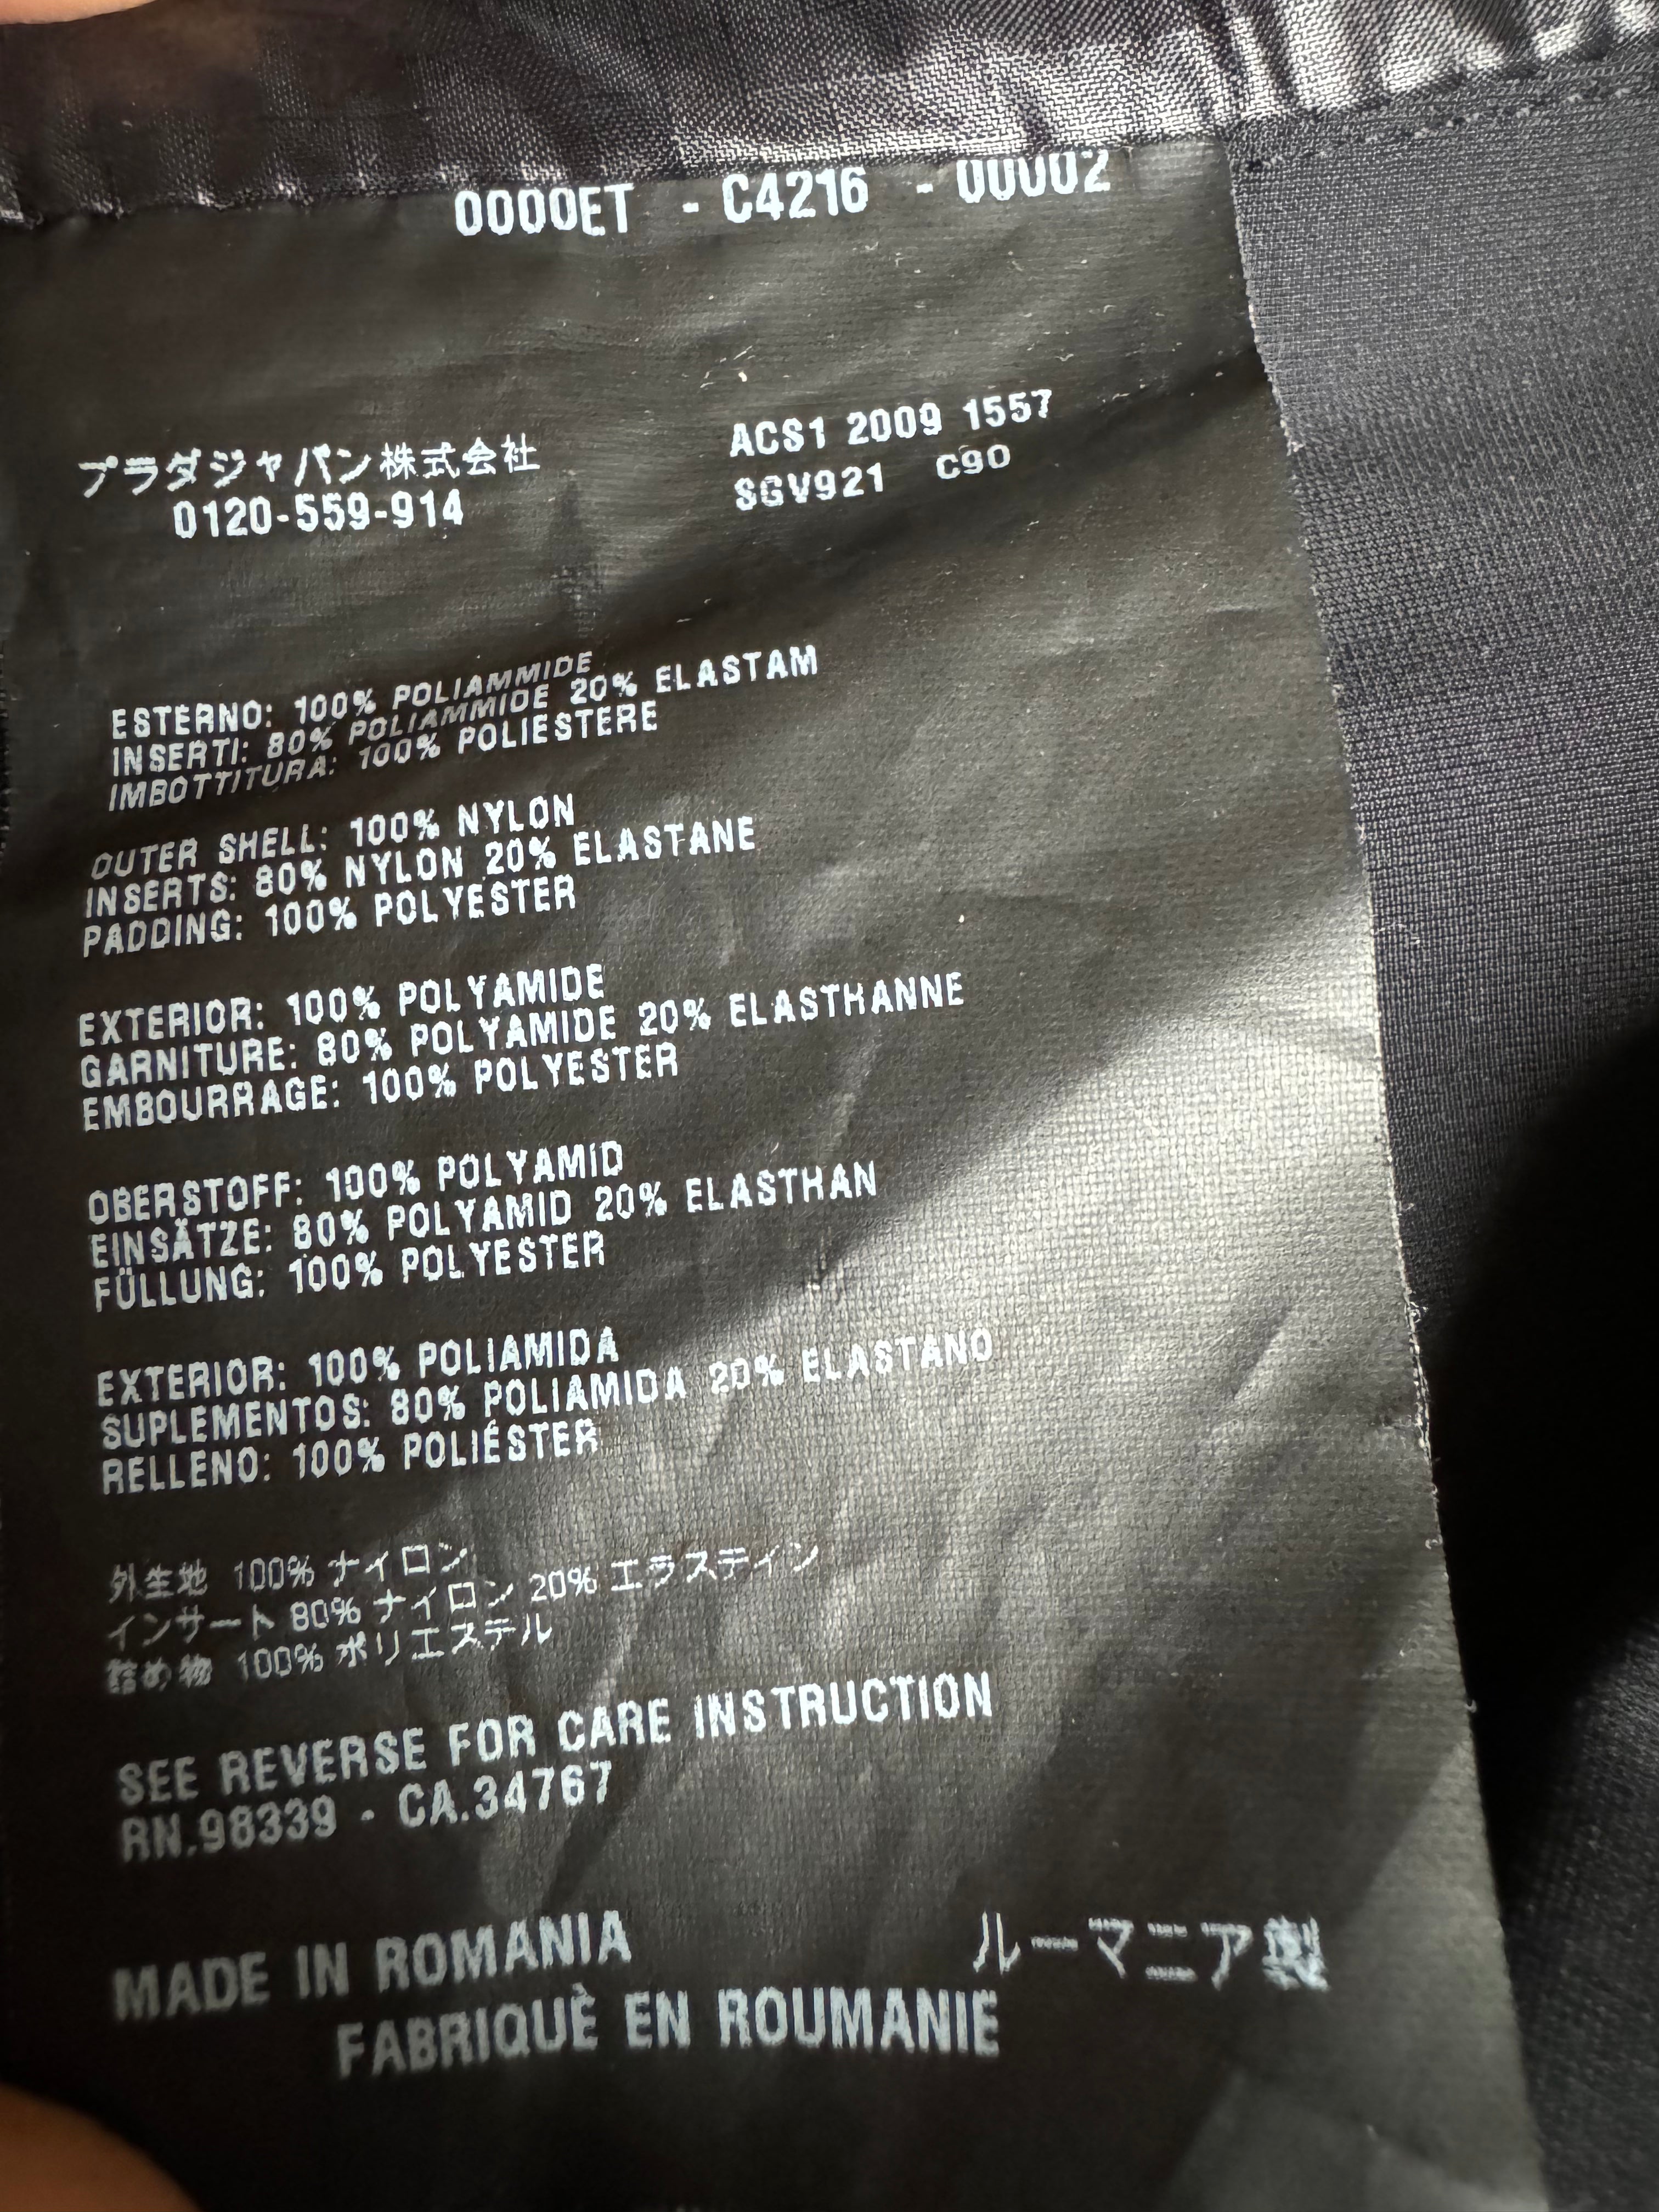 0000ET - C4216 - 00002
プラダジャパン株式会社
0120-559-914
ACS1 2009 1557
SGV921 C90
ESTERNO: 100% POLIAMMIDE
INSERTI: 80% POLIAMMIDE 20% ELASTAM
IMBOTTITURA: 100% POLIESTERE
OUTER SHELL: 100% NYLON
INSERTS: 80% NYLON 20% ELASTANE
PADDING: 100% POLYESTER
EXTERIOR: 100% POLYAMIDE
GARNITURE: 80% POLYAMIDE 20% ELASTHANNE
EMBOURRAGE: 100% POLYESTER
OBERSTOFF: 100% POLYAMID
EINSÄTZE: 80% POLYAMID 20% ELASTHAN
FÜLLUNG: 100% POLYESTER
EXTERIOR: 100% POLIAMIDA
SUPLEMENTOS: 80% POLIAMIDA 20% ELASTANO
RELLENO: 100% POLIÉSTER
外生地 100% ナイロン
インサート 80% ナイロン 20% エラステイン
詰め物 100% ポリエステル
SEE REVERSE FOR CARE INSTRUCTION
RN.98339 - CA.34767
MADE IN ROMANIA ルーマニア製
FABRIQUÈ EN ROUMANIE